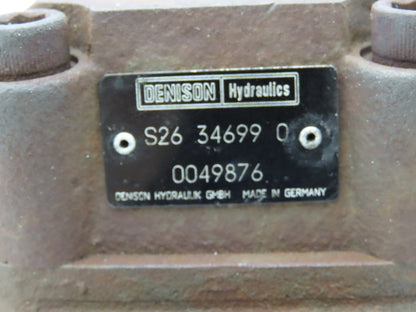 DENISON Hydraulics
S26 34699 0
0049876
DENISON HYDRAULIK GMBH MADE IN GERMANY